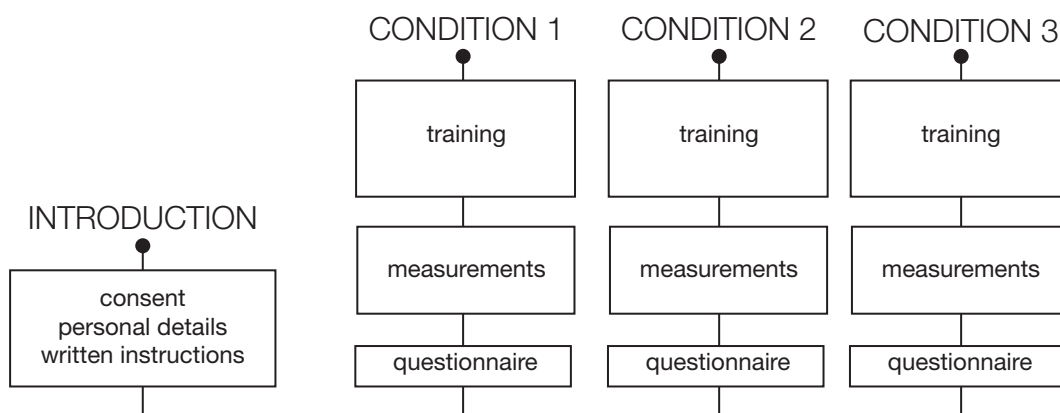 INTRODUCTION
consent
personal details
written instructions
CONDITION 1
training
measurements
questionnaire
CONDITION 2
training
measurements
questionnaire
CONDITION 3
training
measurements
questionnaire